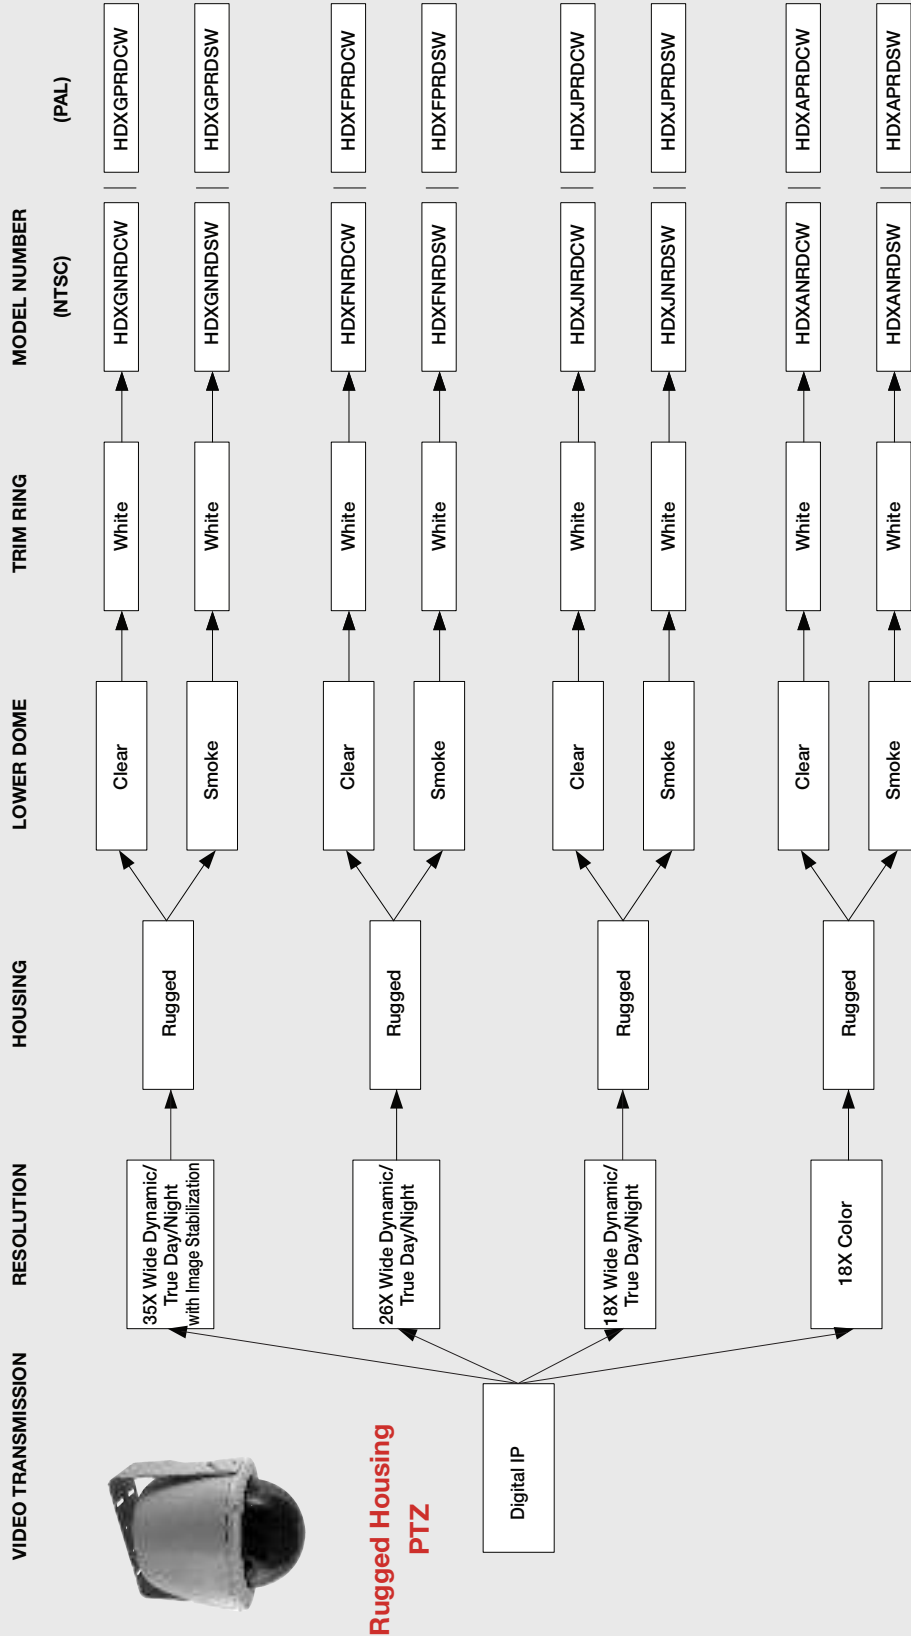 VIDEO TRANSMISSION
RESOLUTION
HOUSING
LOWER DOME
TRIM RING
MODEL NUMBER
(NTSC)
(PAL)
Rugged Housing
PTZ
Digital IP
35X Wide Dynamic/
True Day/Night
with Image Stabilization
Rugged
Clear
White
HDXGNRDCW
HDXGPRDCW
Smoke
White
HDXGNRDSW
HDXGPRDSW
26X Wide Dynamic/
True Day/Night
Rugged
Clear
White
HDXFNRDCW
HDXFPRDCW
Smoke
White
HDXFNRDSW
HDXFPRDSW
18X Wide Dynamic/
True Day/Night
Rugged
Clear
White
HDXJNRDCW
HDXJPRDCW
Smoke
White
HDXJNRDSW
HDXJPRDSW
18X Color
Rugged
Clear
White
HDXANRDCW
HDXAPRDCW
Smoke
White
HDXANRDSW
HDXAPRDSW